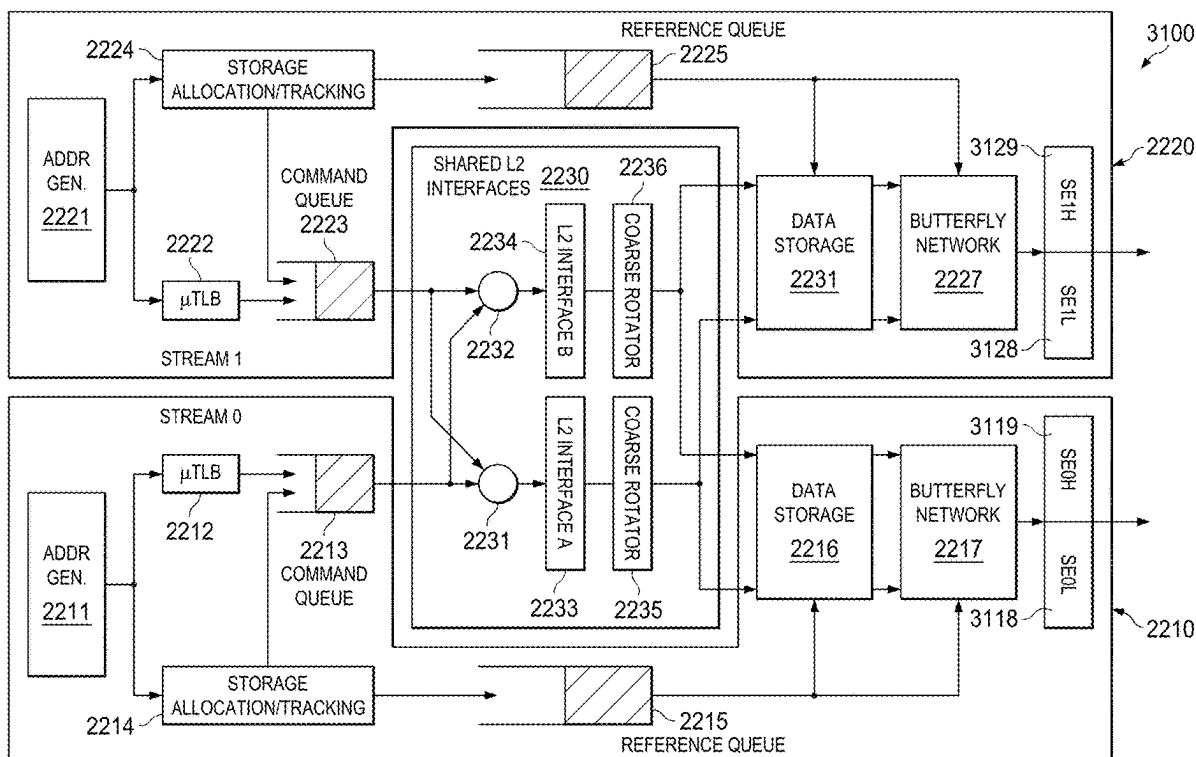 REFERENCE QUEUE
2225
3100
2224
STORAGE
ALLOCATION/TRACKING
ADDR
GEN.
2221
COMMAND
QUEUE
2223
2222
µTLB
STREAM 1
SHARED L2
INTERFACES 2230
2236
2234
L2 INTERFACE B
COARSE ROTATOR
2232
DATA
STORAGE
2231
BUTTERFLY
NETWORK
2227
3129
SE1H
SE1L
3128
2220
STREAM 0
µTLB
2212
2213
COMMAND
QUEUE
ADDR
GEN.
2211
2231
L2 INTERFACE A
COARSE ROTATOR
2233
2235
DATA
STORAGE
2216
BUTTERFLY
NETWORK
2217
3119
SE0H
SE0L
3118
2210
STORAGE
ALLOCATION/TRACKING
2214
2215
REFERENCE QUEUE